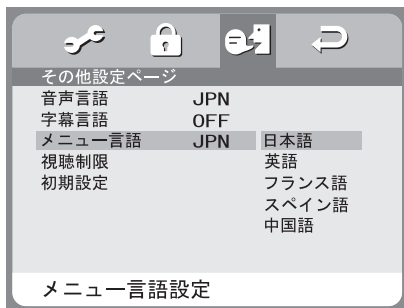 その他設定ページ
音声言語 JPN
字幕言語 OFF
メニュー言語 JPN 日本語
視聴制限 英語
初期設定 フランス語
スペイン語
中国語
メニュー言語設定